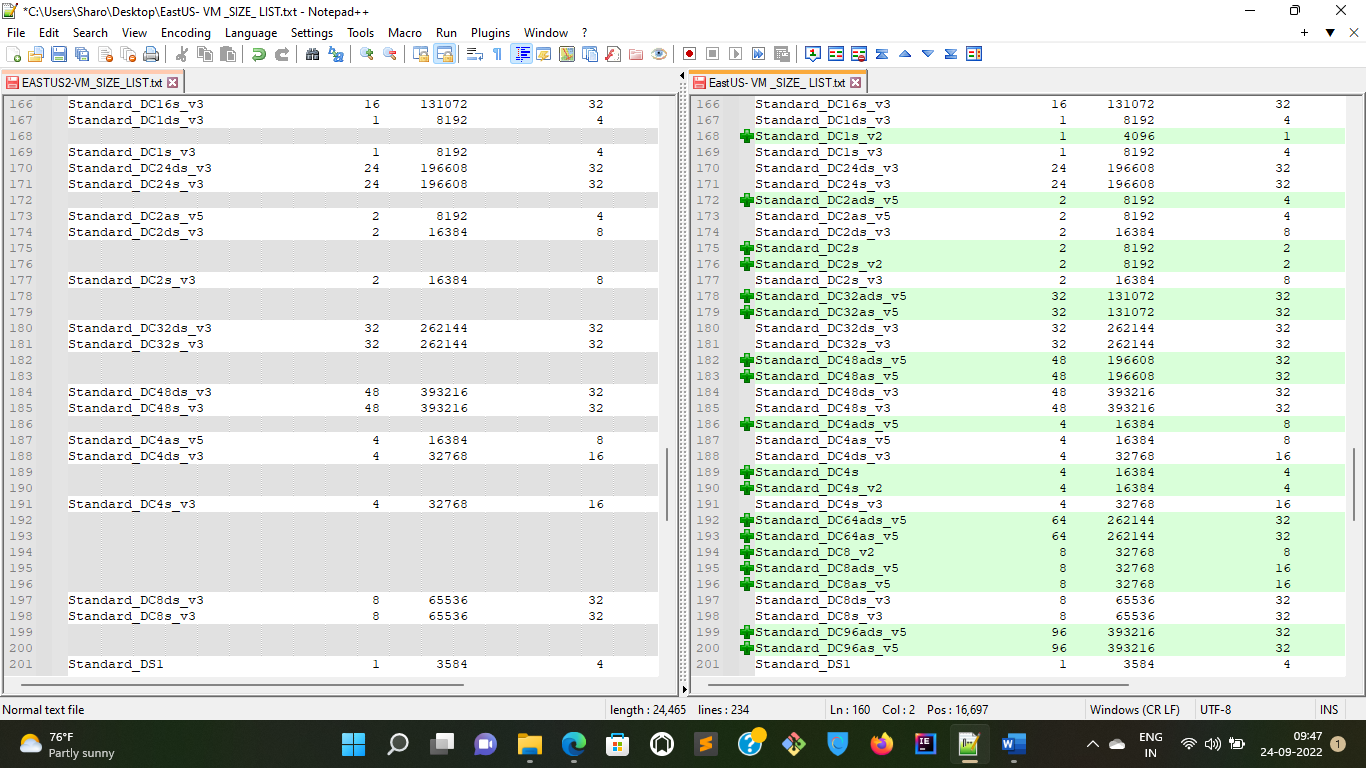 *C:\Users\Sharo\Desktop\EastUS- VM _SIZE_ LIST.txt - Notepad++
File Edit Search View Encoding Language Settings Tools Macro Run Plugins Window ?
+ ▼ X
EASTUS2-VM_SIZE_LIST.txt
166 Standard_DC16s_v3 16 131072 32
167 Standard_DC1ds_v3 1 8192 4
168
169 Standard_DC1s_v3 1 8192 4
170 Standard_DC24ds_v3 24 196608 32
171 Standard_DC24s_v3 24 196608 32
172
173 Standard_DC2as_v5 2 8192 4
174 Standard_DC2ds_v3 2 16384 8
175
176
177 Standard_DC2s_v3 2 16384 8
178
179
180 Standard_DC32ds_v3 32 262144 32
181 Standard_DC32s_v3 32 262144 32
182
183
184 Standard_DC48ds_v3 48 393216 32
185 Standard_DC48s_v3 48 393216 32
186
187 Standard_DC4as_v5 4 16384 8
188 Standard_DC4ds_v3 4 32768 16
189
190
191 Standard_DC4s_v3 4 32768 16
192
193
194
195
196
197 Standard_DC8ds_v3 8 65536 32
198 Standard_DC8s_v3 8 65536 32
199
200
201 Standard_DS1 1 3584 4
EastUS- VM _SIZE_ LIST.txt
166 Standard_DC16s_v3 16 131072 32
167 Standard_DC1ds_v3 1 8192 4
168 Standard_DC1s_v2 1 4096 1
169 Standard_DC1s_v3 1 8192 4
170 Standard_DC24ds_v3 24 196608 32
171 Standard_DC24s_v3 24 196608 32
172 Standard_DC2ads_v5 2 8192 4
173 Standard_DC2as_v5 2 8192 4
174 Standard_DC2ds_v3 2 16384 8
175 Standard_DC2s 2 8192 2
176 Standard_DC2s_v2 2 8192 2
177 Standard_DC2s_v3 2 16384 8
178 Standard_DC32ads_v5 32 131072 32
179 Standard_DC32as_v5 32 131072 32
180 Standard_DC32ds_v3 32 262144 32
181 Standard_DC32s_v3 32 262144 32
182 Standard_DC48ads_v5 48 196608 32
183 Standard_DC48as_v5 48 196608 32
184 Standard_DC48ds_v3 48 393216 32
185 Standard_DC48s_v3 48 393216 32
186 Standard_DC4ads_v5 4 16384 8
187 Standard_DC4as_v5 4 16384 8
188 Standard_DC4ds_v3 4 32768 16
189 Standard_DC4s 4 16384 4
190 Standard_DC4s_v2 4 16384 4
191 Standard_DC4s_v3 4 32768 16
192 Standard_DC64ads_v5 64 262144 32
193 Standard_DC64as_v5 64 262144 32
194 Standard_DC8_v2 8 32768 8
195 Standard_DC8ads_v5 8 32768 16
196 Standard_DC8as_v5 8 32768 16
197 Standard_DC8ds_v3 8 65536 32
198 Standard_DC8s_v3 8 65536 32
199 Standard_DC96ads_v5 96 393216 32
200 Standard_DC96as_v5 96 393216 32
201 Standard_DS1 1 3584 4
Normal text file length : 24,465 lines : 234 Ln : 160 Col : 2 Pos : 16,697 Windows (CR LF) UTF-8 INS
76°F
Partly sunny
ENG
IN
09:47
24-09-2022
1